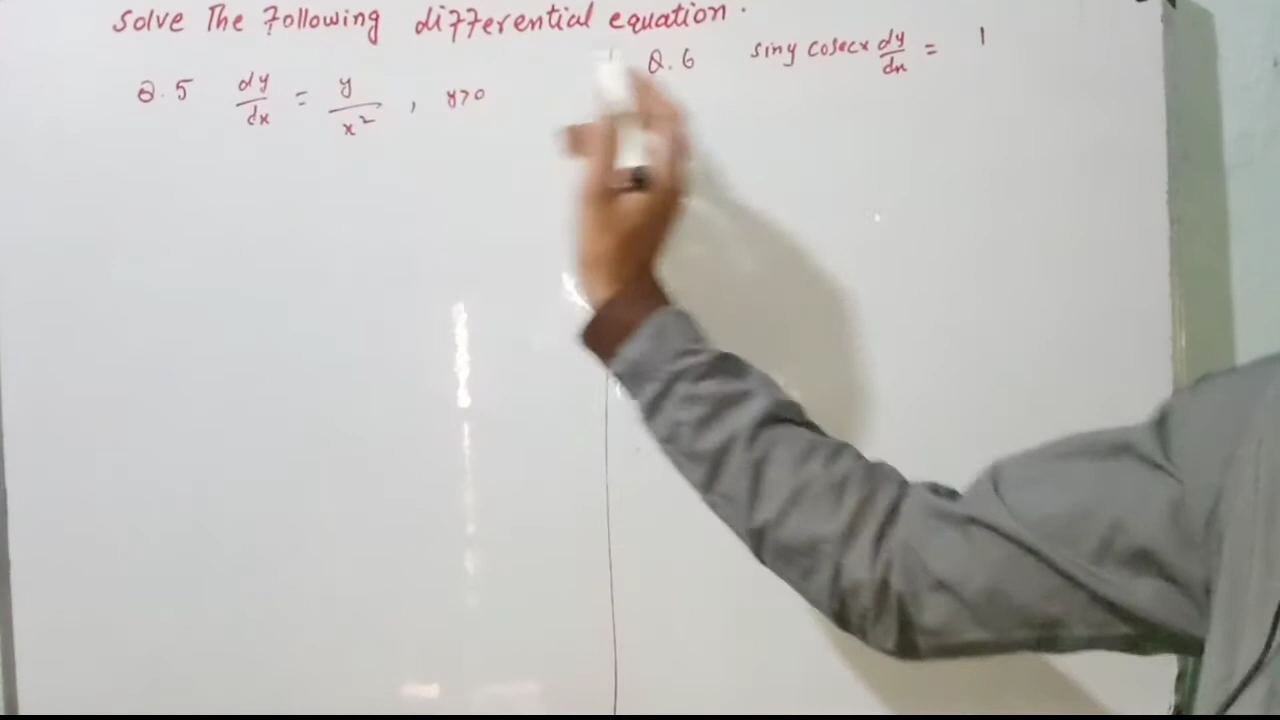 Solve The Following differential equation.
Q.5 dy/dx = y/x², y>0
Q.6 siny cosecx dy/dx = 1